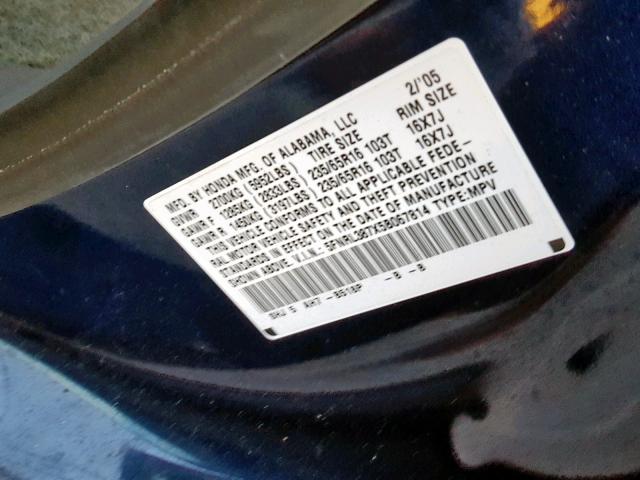 MFD. BY HONDA MFG. OF ALABAMA, LLC 2/'05
GVWR 2700KG (5952LBS) TIRE SIZE RIM SIZE
GAWR F 1285KG (2833LBS) 235/65R16 103T 16X7J
GAWR R 1450KG (3197LBS) 235/65R16 103T 16X7J
THIS VEHICLE CONFORMS TO ALL APPLICABLE FEDE-
RAL MOTOR VEHICLE SAFETY AND THEFT PREVENTION
STANDARDS IN EFFECT ON THE DATE OF MANUFACTURE
SHOWN ABOVE. V.I.N.: TYPE:MPV